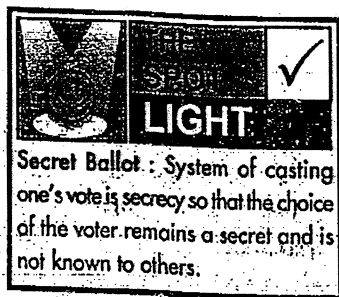 THE
SPOT
LIGHT
Secret Ballot : System of casting
one's vote is secrecy so that the choice
of the voter remains a secret and is
not known to others.